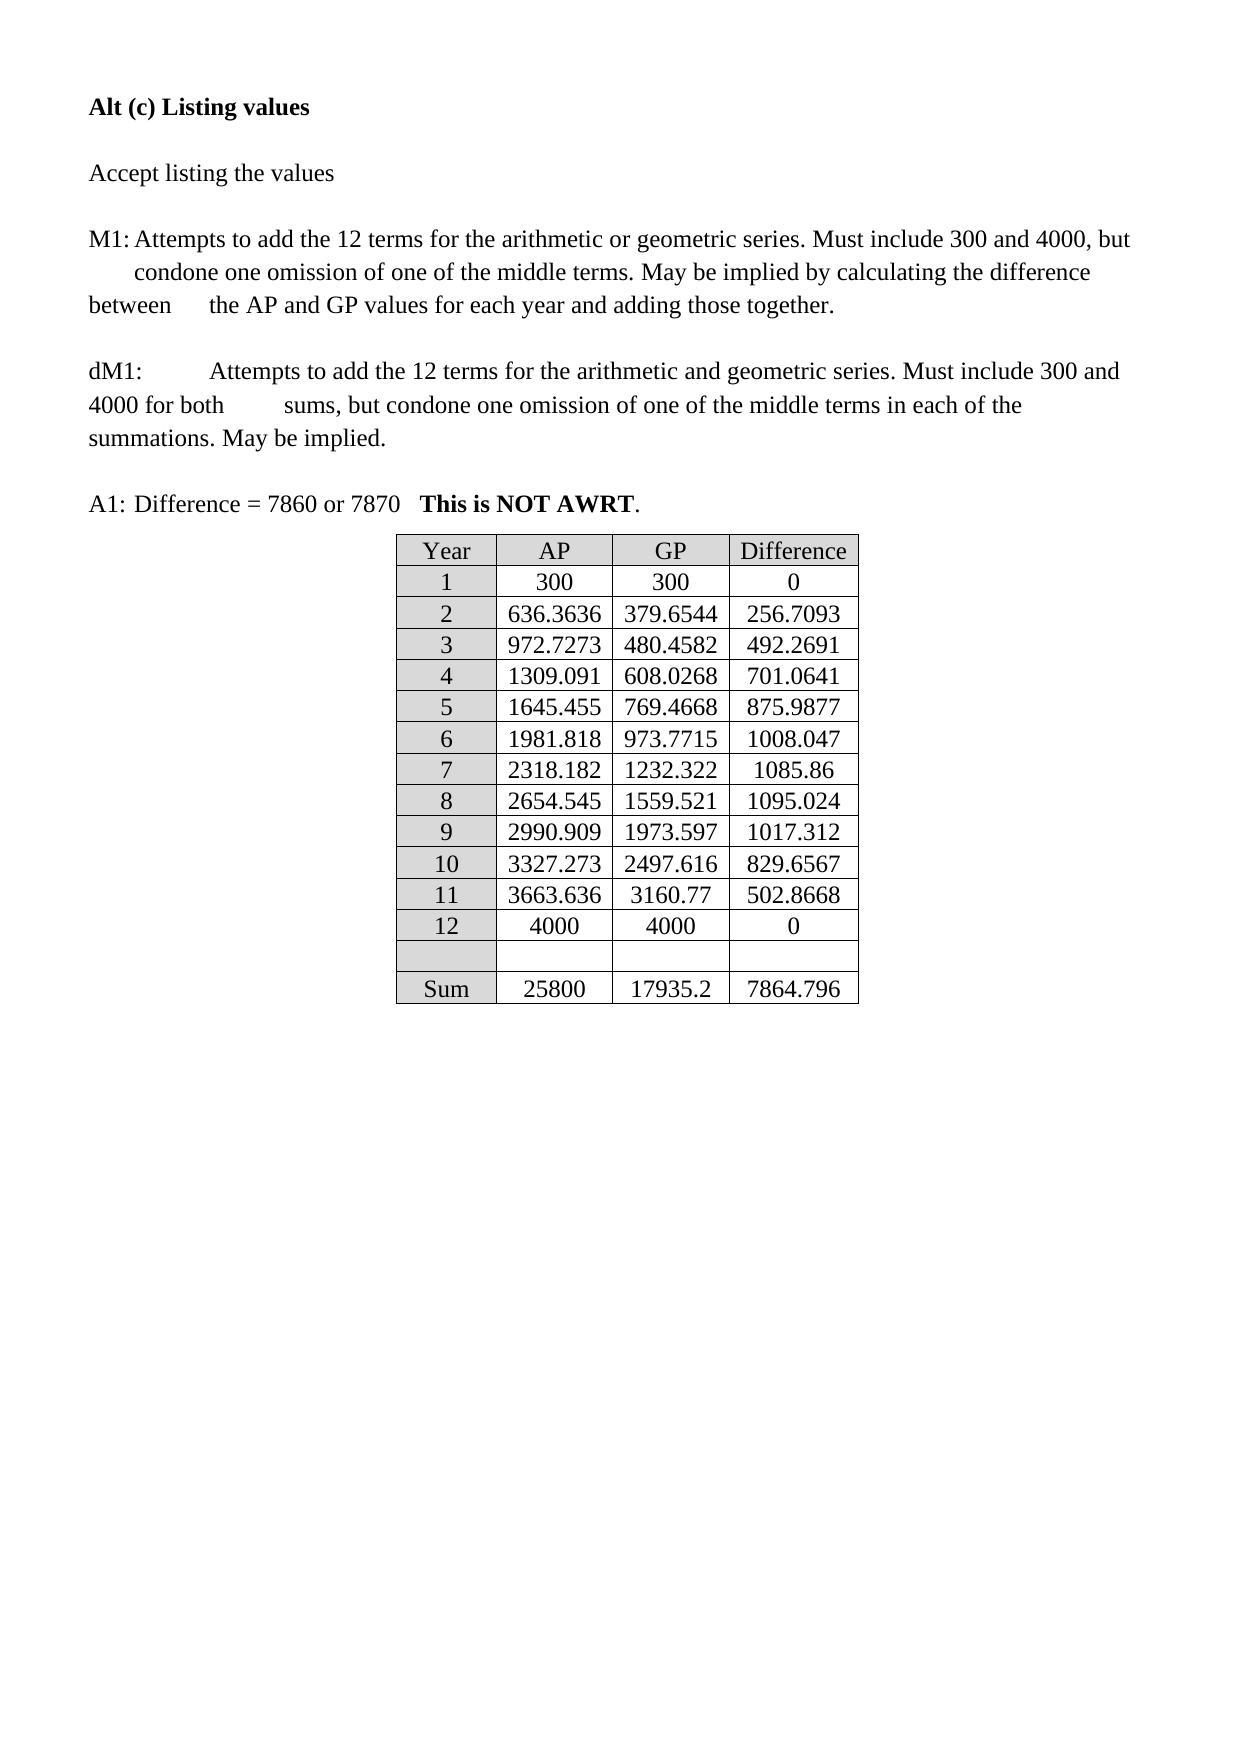 Alt (c) Listing values
Accept listing the values
M1: Attempts to add the 12 terms for the arithmetic or geometric series. Must include 300 and 4000, but
condone one omission of one of the middle terms. May be implied by calculating the difference
between the AP and GP values for each year and adding those together.
dM1: Attempts to add the 12 terms for the arithmetic and geometric series. Must include 300 and
4000 for both sums, but condone one omission of one of the middle terms in each of the
summations. May be implied.
A1: Difference = 7860 or 7870 This is NOT AWRT.
Year AP GP Difference
1 300 300 0
2 636.3636 379.6544 256.7093
3 972.7273 480.4582 492.2691
4 1309.091 608.0268 701.0641
5 1645.455 769.4668 875.9877
6 1981.818 973.7715 1008.047
7 2318.182 1232.322 1085.86
8 2654.545 1559.521 1095.024
9 2990.909 1973.597 1017.312
10 3327.273 2497.616 829.6567
11 3663.636 3160.77 502.8668
12 4000 4000 0
Sum 25800 17935.2 7864.796